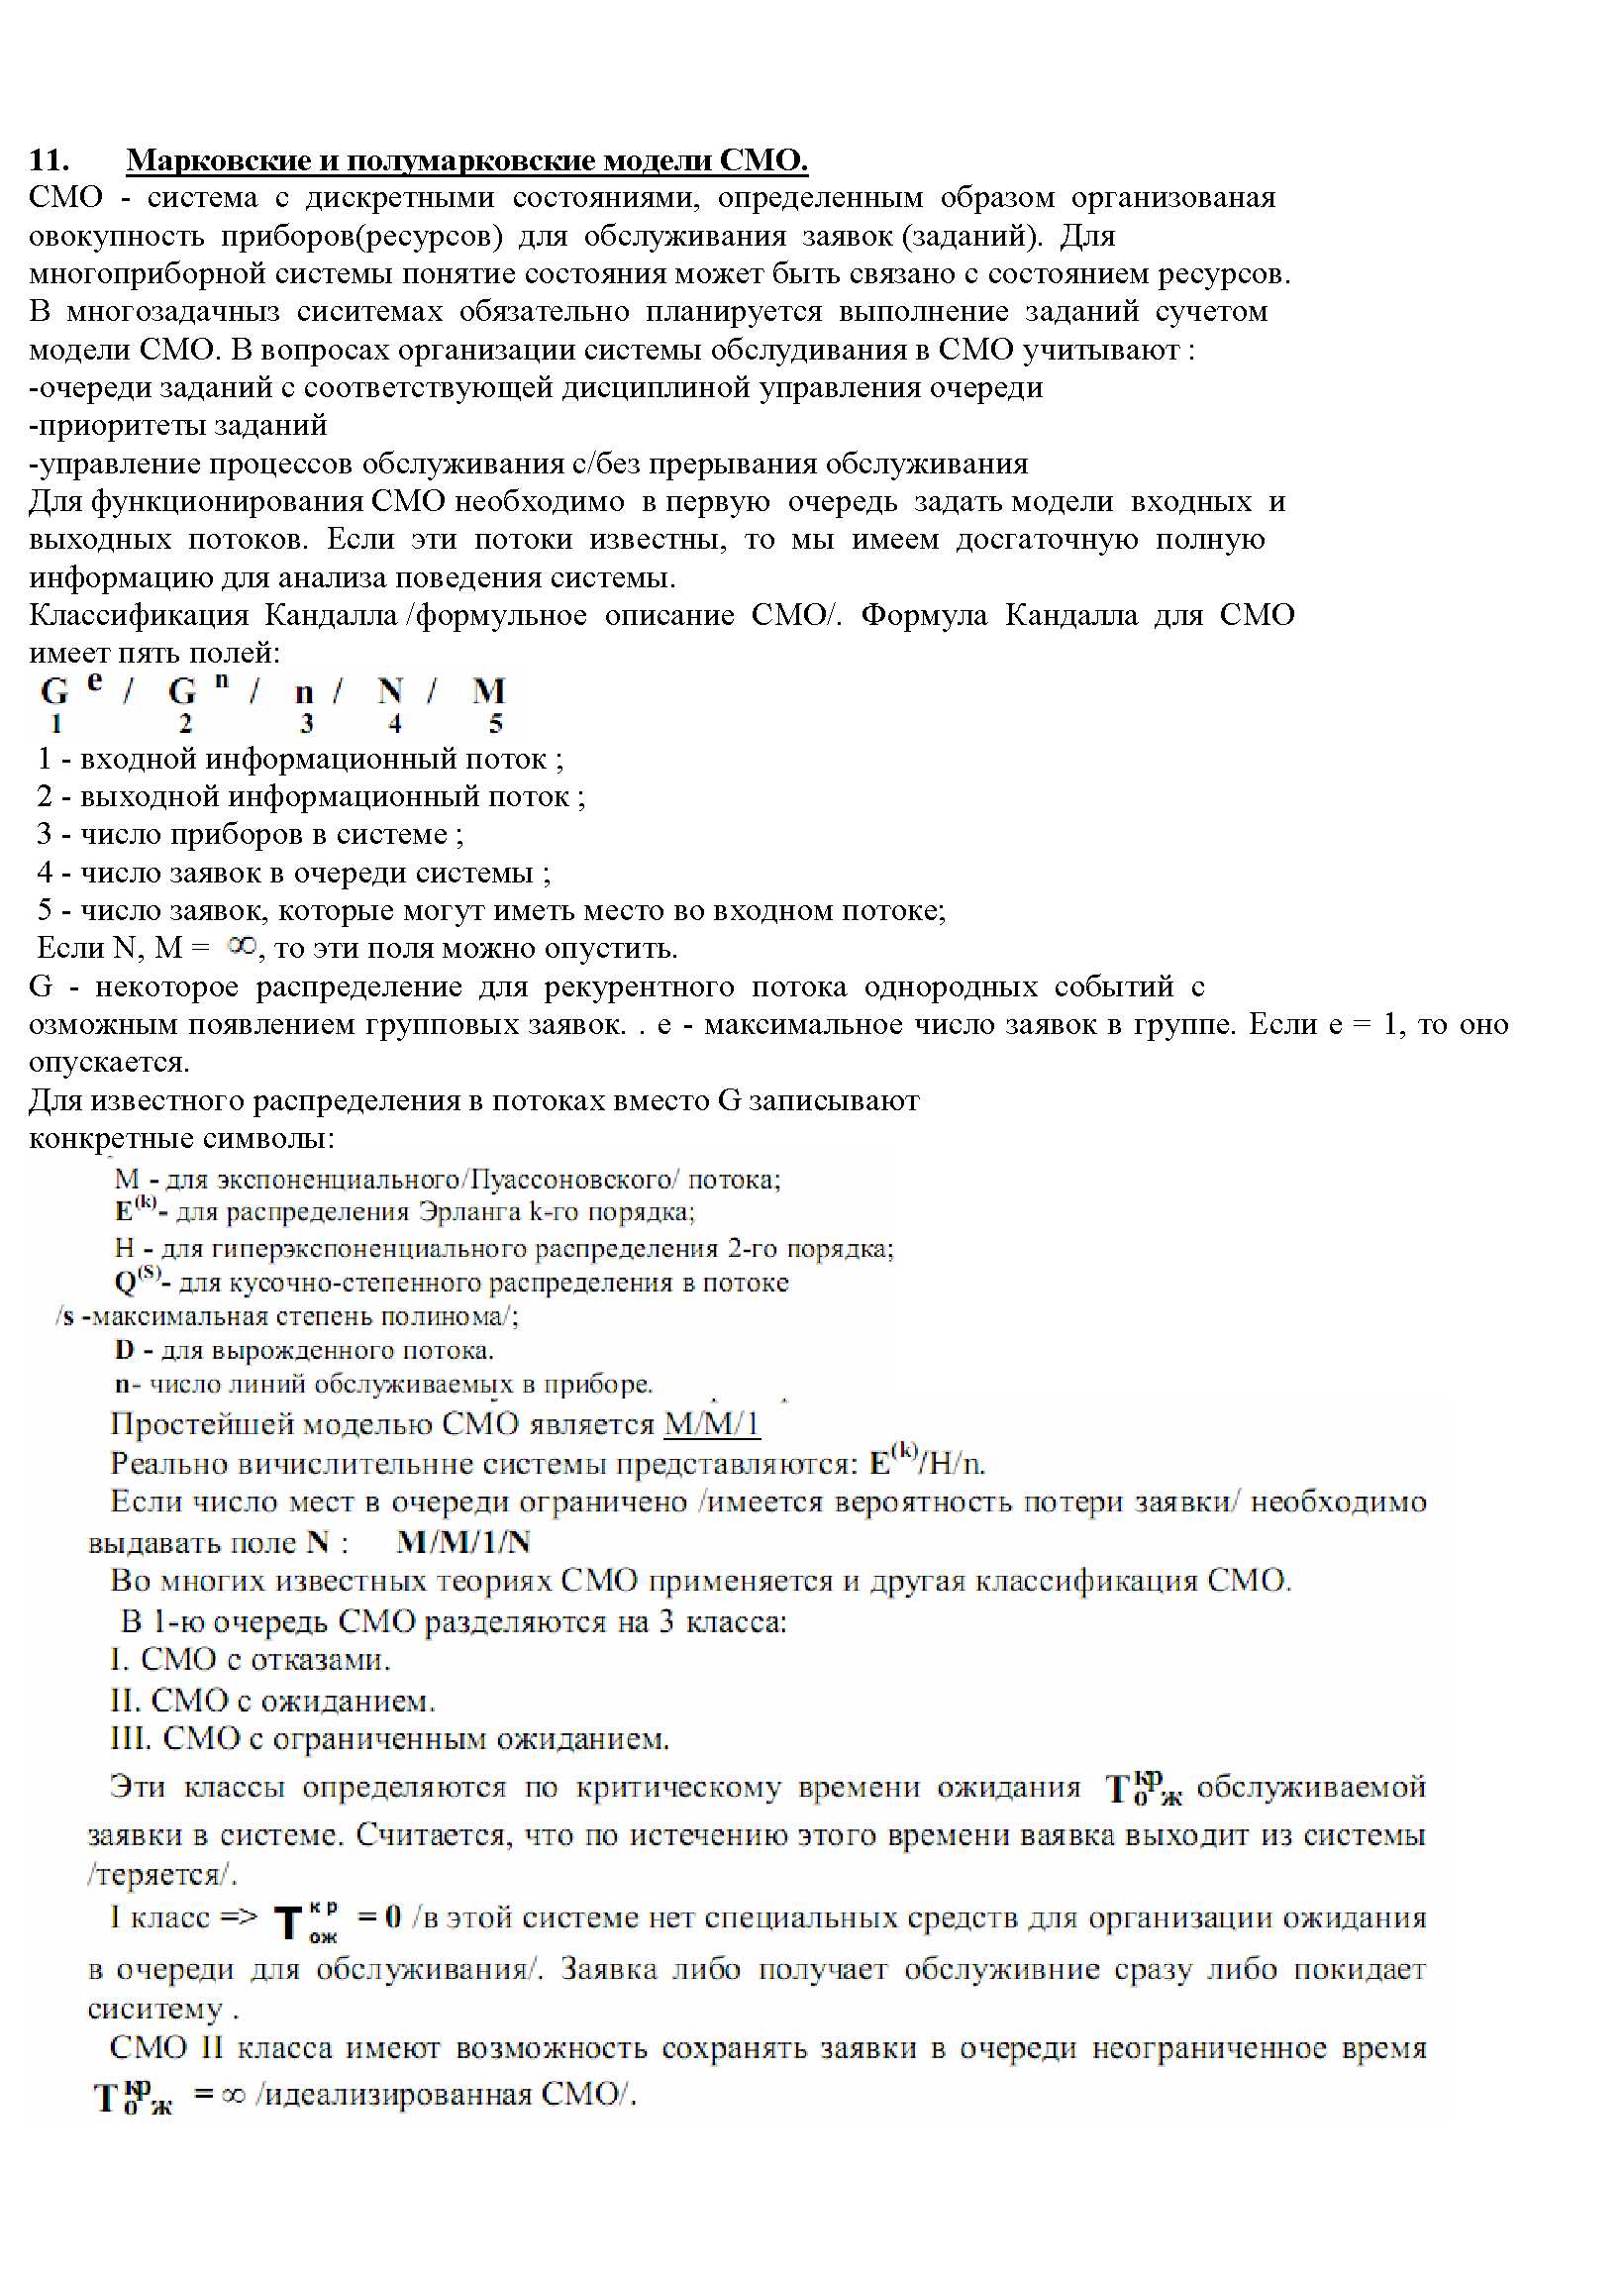 11. Марковские и полумарковские модели СМО.
СМО - система с дискретными состояниями, определенным образом организованая
овокупность приборов(ресурсов) для обслуживания заявок (заданий). Для
многоприборной системы понятие состояния может быть связано с состоянием ресурсов.
В многозадачныз сиситемах обязательно планируется выполнение заданий сучетом
модели СМО. В вопросах организации системы обслудивания в СМО учитывают :
-очереди заданий с соответствующей дисциплиной управления очереди
-приоритеты заданий
-управление процессов обслуживания с/без прерывания обслуживания
Для функционирования СМО необходимо в первую очередь задать модели входных и
выходных потоков. Если эти потоки известны, то мы имеем досгаточную полную
информацию для анализа поведения системы.
Классификация Кандалла /формульное описание СМО/. Формула Кандалла для СМО
имеет пять полей:
G e / G n / n / N / M
1 2 3 4 5
1 - входной информационный поток ;
2 - выходной информационный поток ;
3 - число приборов в системе ;
4 - число заявок в очереди системы ;
5 - число заявок, которые могут иметь место во входном потоке;
Если N, M = ∞, то эти поля можно опустить.
G - некоторое распределение для рекурентного потока однородных событий с
озможным появлением групповых заявок. . е - максимальное число заявок в группе. Если е = 1, то оно
опускается.
Для известного распределения в потоках вместо G записывают
конкретные символы:
М - для экспоненциального/Пуассоновского/ потока;
E(k)- для распределения Эрланга k-го порядка;
Н - для гиперэкспоненциального распределения 2-го порядка;
Q(S)- для кусочно-степенного распределения в потоке
/s -максимальная степень полинома/;
D - для вырожденного потока.
n- число линий обслуживаемых в приборе.
Простейшей моделью СМО является М/М/1
Реально вичислительнне системы представляются: E(k)/H/n.
Если число мест в очереди ограничено /имеется вероятность потери заявки/ необходимо
выдавать поле N : M/M/1/N
Во многих известных теориях СМО применяется и другая классификация СМО.
В 1-ю очередь СМО разделяются на 3 класса:
I. СМО с отказами.
II. СМО с ожиданием.
III. СМО с ограниченным ожиданием.
Эти классы определяются по критическому времени ожидания Т кр ож обслуживаемой
заявки в системе. Считается, что по истечению этого времени ваявка выходит из системы
/теряется/.
I класс => Т кр ож = 0 /в этой системе нет специальных средств для организации ожидания
в очереди для обслуживания/. Заявка либо получает обслуживние сразу либо покидает
сиситему .
СМО II класса имеют возможность сохранять заявки в очереди неограниченное время
Т кр ож = ∞ /идеализированная СМО/.